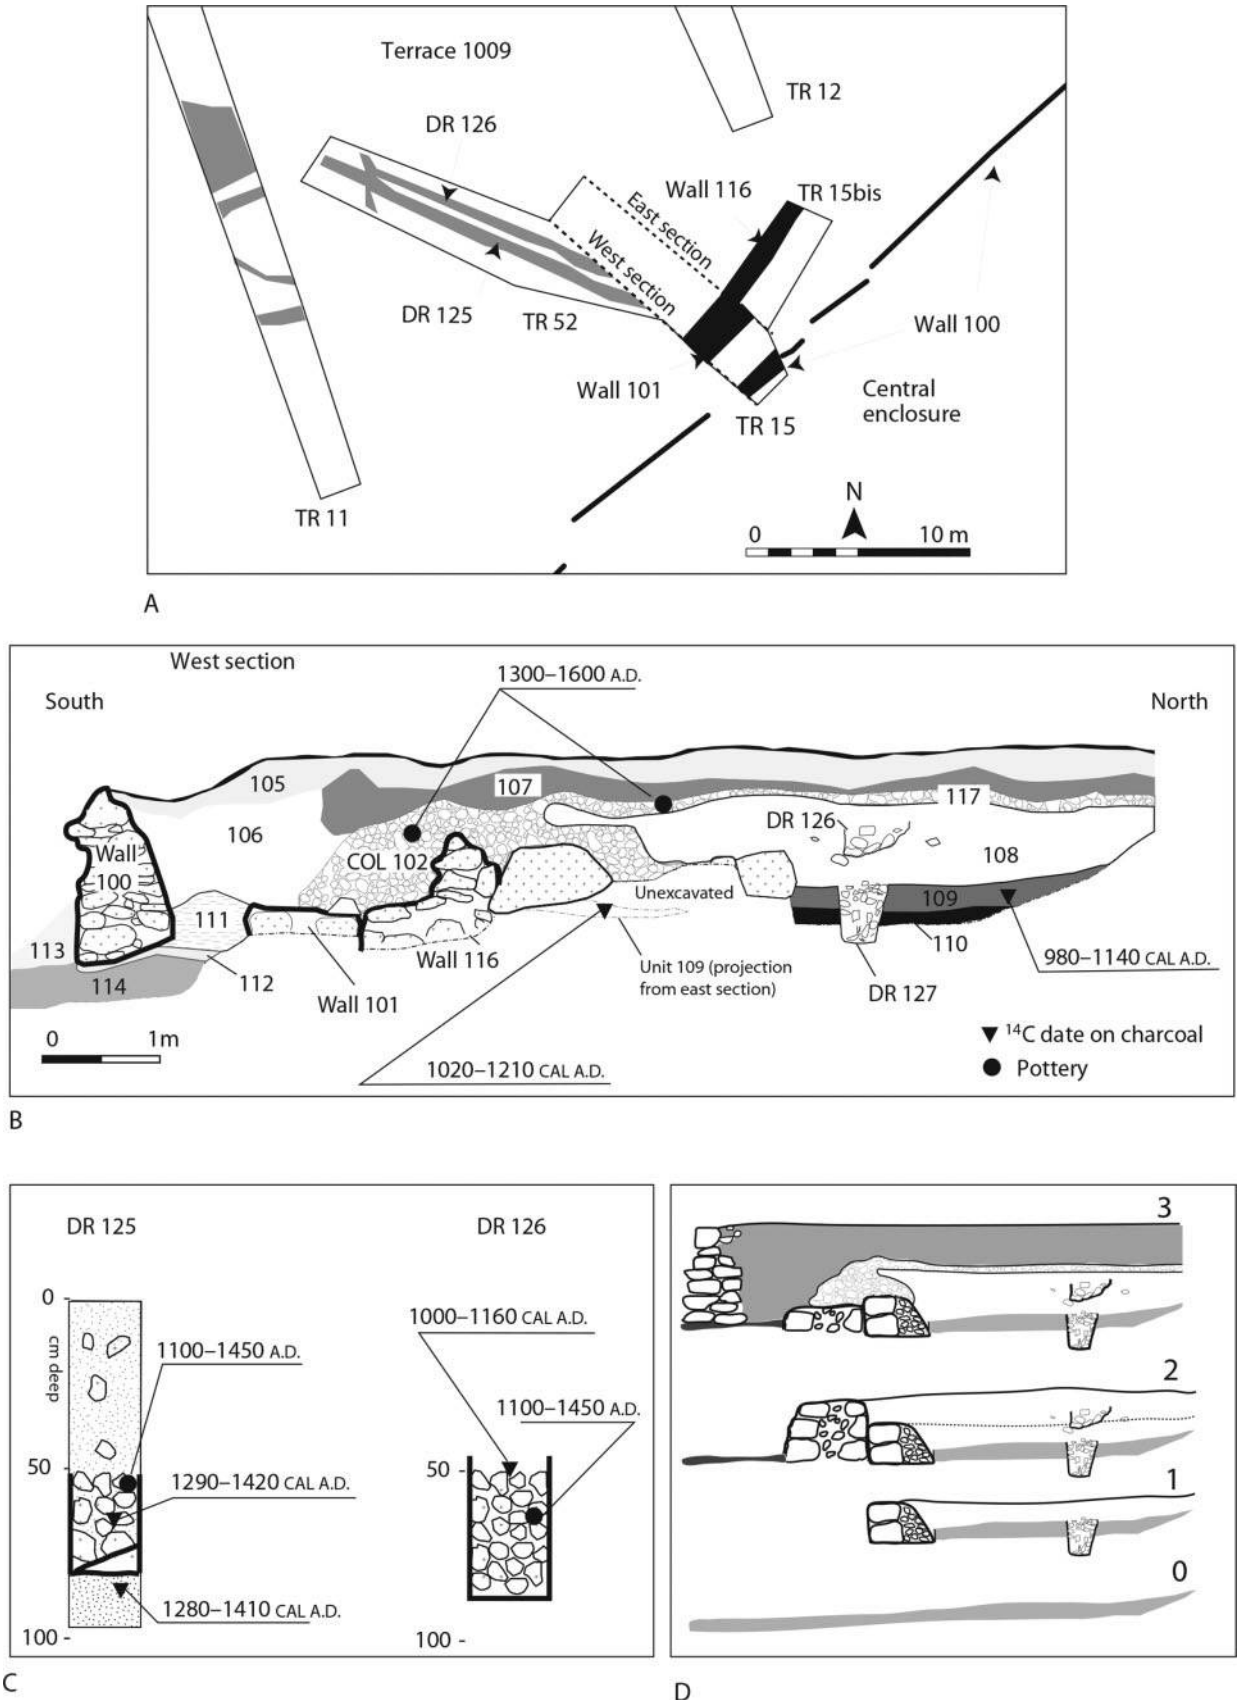 Terrace 1009
TR 12
DR 126
Wall 116
TR 15bis
East section
West section
DR 125
TR 52
Wall 100
Wall 101
Central
enclosure
TR 15
TR 11
N
0 10 m
A
West section
1300–1600 A.D.
South
North
105
107
117
106
DR 126
Wall
100
COL 102
108
Unexcavated
109
111
110
113
112
Wall 116
Unit 109 (projection
from east section)
980–1140 CAL A.D.
114
Wall 101
DR 127
0 1m
14C date on charcoal
1020–1210 CAL A.D.
Pottery
B
DR 125
DR 126
0 -
cm deep
1000–1160 CAL A.D.
1100–1450 A.D.
1100–1450 A.D.
50 -
50 -
1290–1420 CAL A.D.
1280–1410 CAL A.D.
100 -
100 -
C
3
2
1
0
D